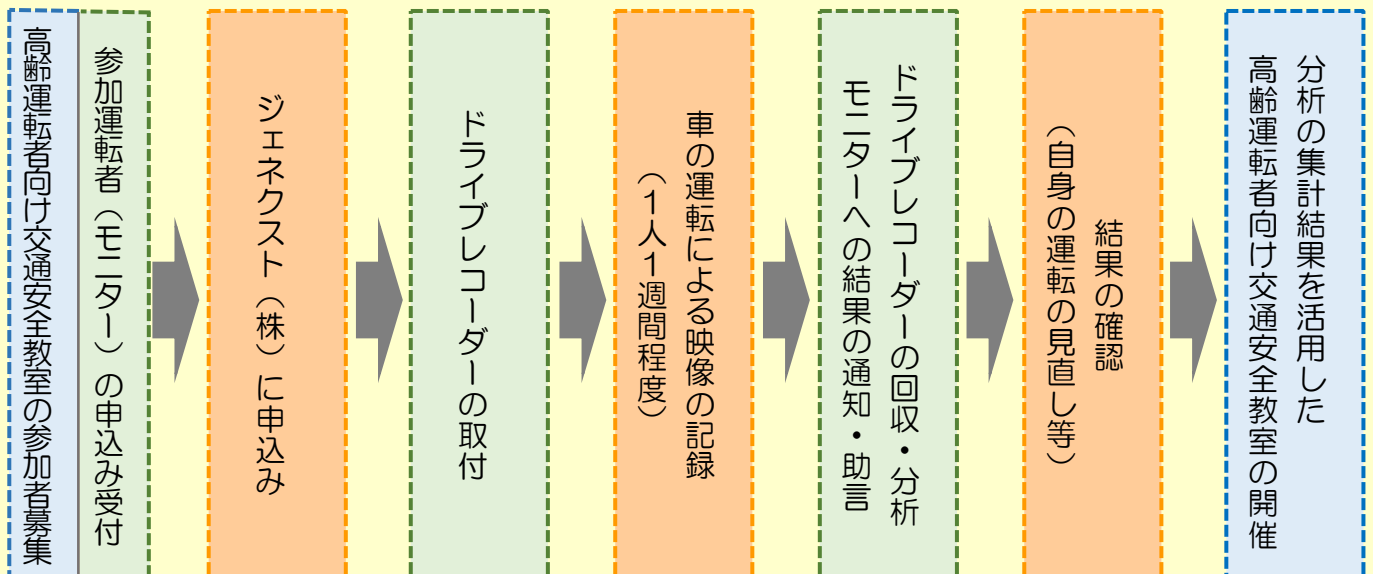 高齢運転者向け交通安全教室の参加者募集
参加運転者（モニター）の申込み受付
ジェネクスト（株）に申込み
ドライブレコーダーの取付
車の運転による映像の記録
（１人１週間程度）
ドライブレコーダーの回収・分析
モニターへの結果の通知・助言
結果の確認
（自身の運転の見直し等）
分析の集計結果を活用した
高齢運転者向け交通安全教室の開催